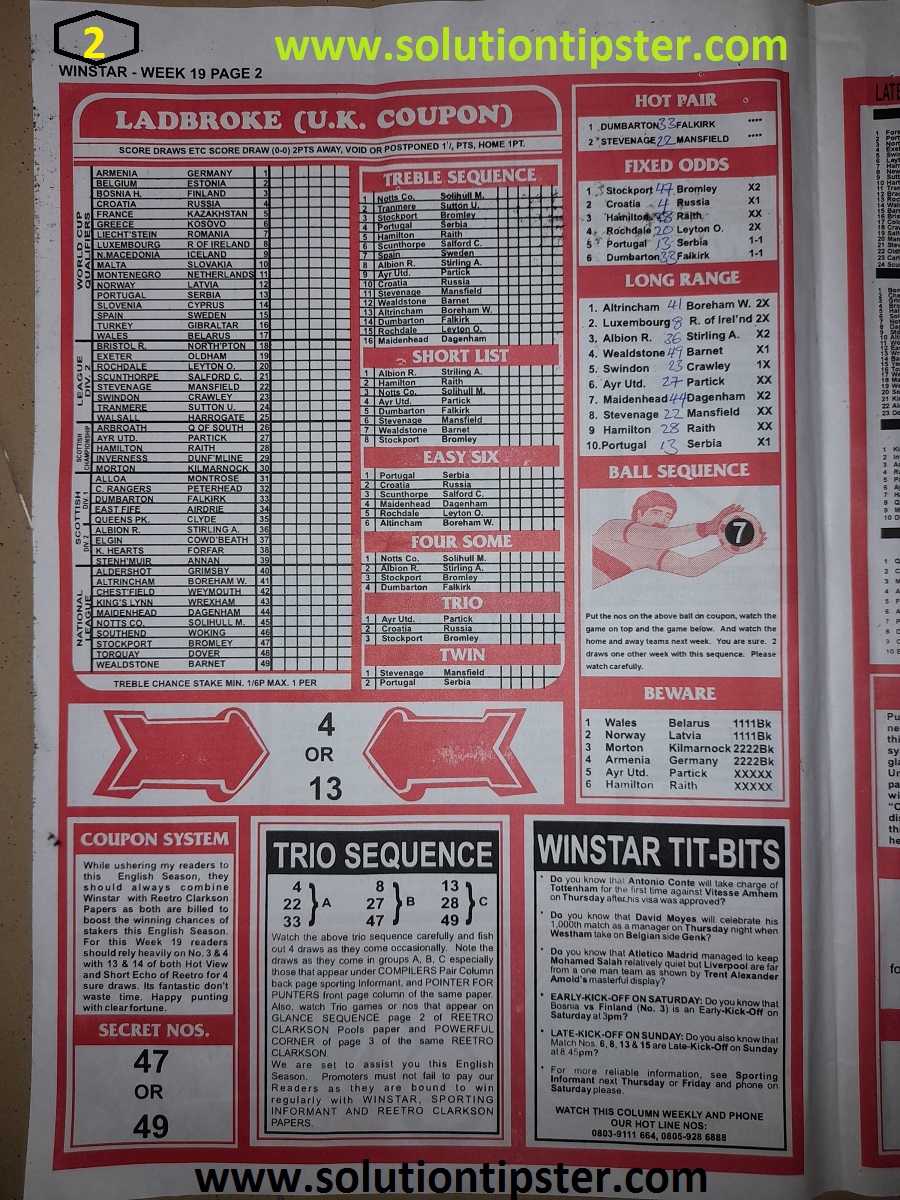 2
www.solutiontipster.com
WINSTAR - WEEK 19 PAGE 2
LADBROKE (U.K. COUPON)
SCORE DRAWS ETC SCORE DRAW (0-0) 2PTS AWAY, VOID OR POSTPONED 1½, PTS, HOME 1PT.
WORLD CUP QUALIFIERS
ARMENIA GERMANY 1
BELGIUM ESTONIA 2
BOSNIA H. FINLAND 3
CROATIA RUSSIA 4
FRANCE KAZAKHSTAN 5
GREECE KOSOVO 6
LIECHT'STEIN ROMANIA 7
LUXEMBOURG R OF IRELAND 8
N.MACEDONIA ICELAND 9
MALTA SLOVAKIA 10
MONTENEGRO NETHERLANDS 11
NORWAY LATVIA 12
PORTUGAL SERBIA 13
SLOVENIA CYPRUS 14
SPAIN SWEDEN 15
TURKEY GIBRALTAR 16
WALES BELARUS 17
LEAGUE DIV. 2
BRISTOL R. NORTH'PTON 18
EXETER OLDHAM 19
ROCHDALE LEYTON O. 20
SCUNTHORPE SALFORD C. 21
STEVENAGE MANSFIELD 22
SWINDON CRAWLEY 23
TRANMERE SUTTON U. 24
WALSALL HARROGATE 25
SCOTTISH CHAMPIONSHIP
ARBROATH Q OF SOUTH 26
AYR UTD. PARTICK 27
HAMILTON RAITH 28
INVERNESS DUNF'MLINE 29
MORTON KILMARNOCK 30
SCOTTISH DIV. 1
ALLOA MONTROSE 31
C. RANGERS PETERHEAD 32
DUMBARTON FALKIRK 33
EAST FIFE AIRDRIE 34
QUEENS PK. CLYDE 35
DIV. 2
ALBION R. STIRLING A. 36
ELGIN COWD'BEATH 37
K. HEARTS FORFAR 38
STENH'MUIR ANNAN 39
NATIONAL LEAGUE
ALDERSHOT GRIMSBY 40
ALTRINCHAM BOREHAM W. 41
CHEST'FIELD WEYMOUTH 42
KING'S LYNN WREXHAM 43
MAIDENHEAD DAGENHAM 44
NOTTS CO. SOLIHULL M. 45
SOUTHEND WOKING 46
STOCKPORT BROMLEY 47
TORQUAY DOVER 48
WEALDSTONE BARNET 49
TREBLE CHANCE STAKE MIN. 1/6P MAX. 1 PER
TREBLE SEQUENCE
1 Notts Co. Solihull M.
2 Tranmere Sutton U.
3 Stockport Bromley
4 Portugal Serbia
5 Hamilton Raith
6 Scunthorpe Salford C.
7 Spain Sweden
8 Albion R. Stirling A.
9 Ayr Utd. Partick
10 Croatia Russia
11 Stevenage Mansfield
12 Wealdstone Barnet
13 Altrincham Boreham W.
14 Dumbarton Falkirk
15 Rochdale Leyton O.
16 Maidenhead Dagenham
SHORT LIST
1 Albion R. Striling A.
2 Hamilton Raith
3 Notts Co. Solihull M.
4 Ayr Utd. Partick
5 Dumbarton Falkirk
6 Stevenage Mansfield
7 Wealdstone Barnet
8 Stockport Bromley
EASY SIX
1 Portugal Serbia
2 Croatia Russia
3 Scunthorpe Salford C.
4 Maidenhead Dagenham
5 Rochdale Leyton O.
6 Altincham Boreham W.
FOUR SOME
1 Notts Co. Solihull M.
2 Albion R. Stirling A.
3 Stockport Bromley
4 Dumbarton Falkirk
TRIO
1 Ayr Utd. Partick
2 Croatia Russia
3 Stockport Bromley
TWIN
1 Stevenage Mansfield
2 Portugal Serbia
HOT PAIR
1 DUMBARTON 33 FALKIRK ****
2 STEVENAGE 22 MANSFIELD ****
FIXED ODDS
1 Stockport 47 Bromley X2
2 Croatia 4 Russia X1
3 Hamilton 28 Raith XX
4 Rochdale 20 Leyton O. 2X
5 Portugal 13 Serbia 1-1
6 Dumbarton 33 Falkirk 1-1
LONG RANGE
1. Altrincham 41 Boreham W. 2X
2. Luxembourg 8 R. of Irel'nd 2X
3. Albion R. 36 Stirling A. X2
4. Wealdstone 49 Barnet X1
5. Swindon 23 Crawley 1X
6. Ayr Utd. 27 Partick XX
7. Maidenhead 44 Dagenham X2
8. Stevenage 22 Mansfield XX
9 Hamilton 28 Raith XX
10. Portugal 13 Serbia X1
BALL SEQUENCE
7
Put the nos on the above ball on coupon, watch the
game on top and the game below. And watch the
home and away teams next week. You are sure. 2
draws one other week with this sequence. Please
watch carefully.
BEWARE
1 Wales Belarus 1111Bk
2 Norway Latvia 1111Bk
3 Morton Kilmarnock 2222Bk
4 Armenia Germany 2222Bk
5 Ayr Utd. Partick XXXXX
6 Hamilton Raith XXXXX
4
OR
13
COUPON SYSTEM
While ushering my readers to
this English Season, they
should always combine
Winstar with Reetro Clarkson
Papers as both are billed to
boost the winning chances of
stakers this English Season.
For this Week 19 readers
should rely heavily on No. 3 & 4
with 13 & 14 of both Hot View
and Short Echo of Reetro for 4
sure draws. Its fantastic don't
waste time. Happy punting
with clear fortune.
SECRET NOS.
47
OR
49
TRIO SEQUENCE
4 8 13
22 A 27 B 28 C
33 47 49
Watch the above trio sequence carefully and fish
out 4 draws as they come occasionally. Note the
draws as they come in groups A, B, C especially
those that appear under COMPILERS Pair Column
back page sporting Informant, and POINTER FOR
PUNTERS front page column of the same paper.
Also, watch Trio games or nos that appear on
GLANCE SEQUENCE page 2 of REETRO
CLARKSON Pools paper and POWERFUL
CORNER of page 3 of the same REETRO
CLARKSON.
We are set to assist you this English
Season. Promoters must not fail to pay our
Readers as they are bound to win
regularly with WINSTAR, SPORTING
INFORMANT AND REETRO CLARKSON
PAPERS.
WINSTAR TIT-BITS
* Do you know that Antonio Conte will take charge of
Tottenham for the first time against Vitesse Arnhem
on Thursday after his visa was approved?
* Do you know that David Moyes will celebrate his
1,000th match as a manager on Thursday night when
Westham take on Belgian side Genk?
* Do you know that Atletico Madrid managed to keep
Mohamed Salah relatively quiet but Liverpool are far
from a one man team as shown by Trent Alexander
Arnold's masterful display?
* EARLY-KICK-OFF ON SATURDAY: Do you know that
Bosnia vs Finland (No. 3) is an Early-Kick-Off on
Saturday at 3pm?
* LATE-KICK-OFF ON SUNDAY: Do you also know that
Match Nos. 6, 8, 13 & 15 are Late-Kick-Off on Sunday
at 8.45pm?
* For more reliable information, see Sporting
Informant next Thursday or Friday and phone on
Saturday please.
WATCH THIS COLUMN WEEKLY AND PHONE
OUR HOT LINE NOS:
0803-9111 664, 0805-928 6888
www.solutiontipster.com